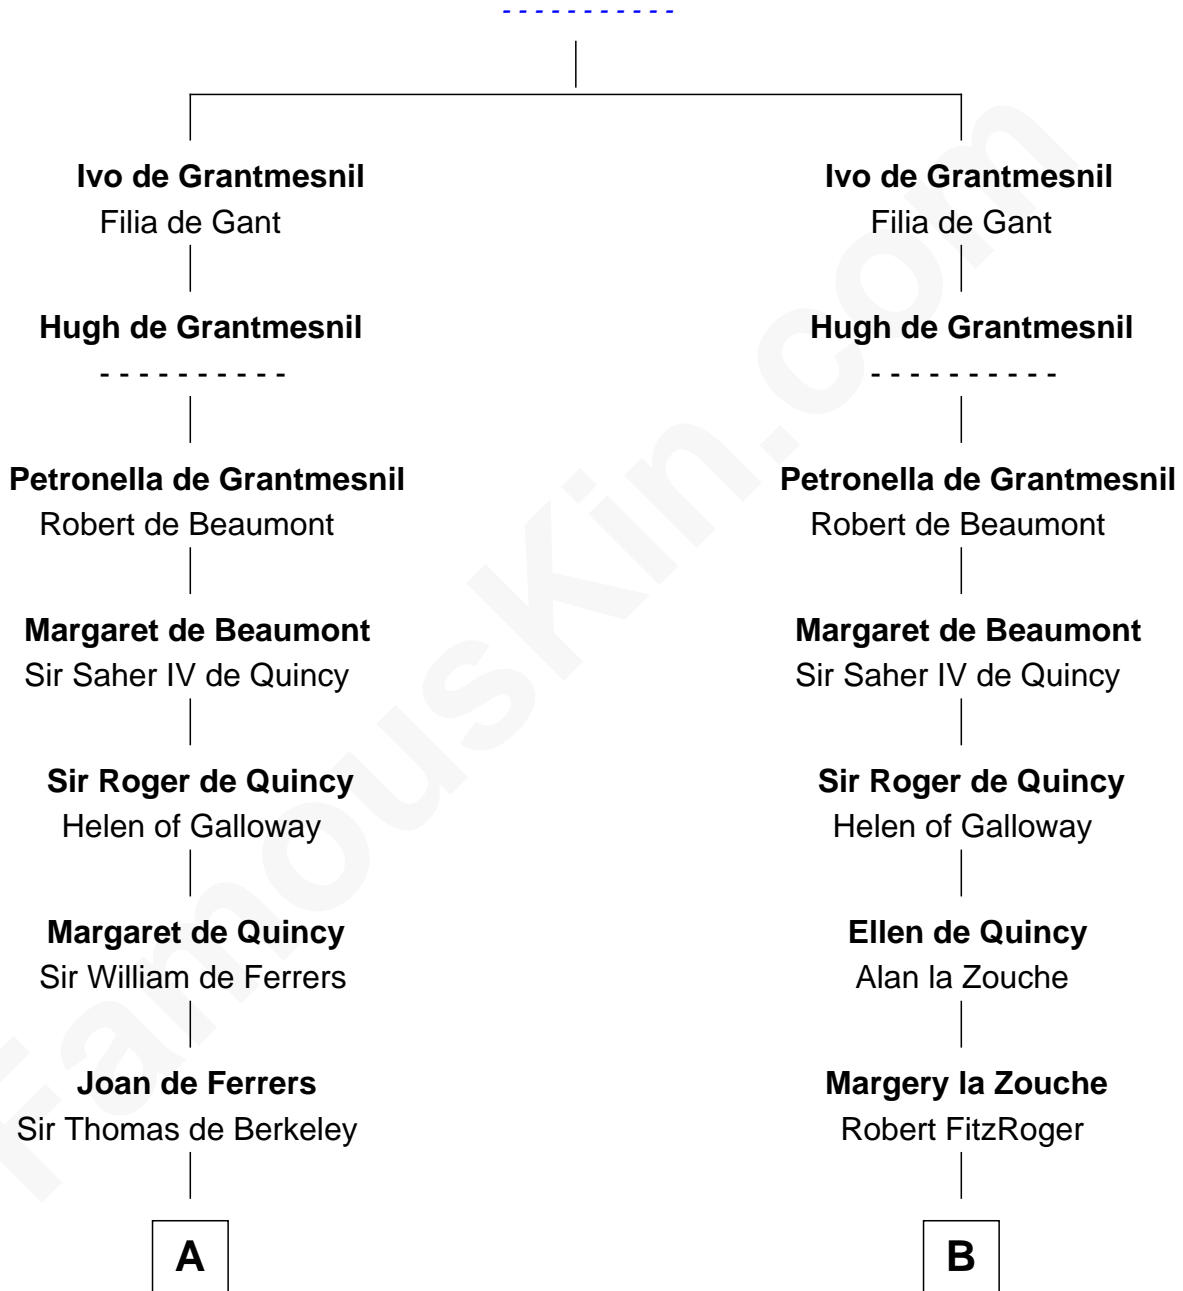 - - - - - - - - - - -
Ivo de Grantmesnil
Filia de Gant
Hugh de Grantmesnil
- - - - - - - - - -
Petronella de Grantmesnil
Robert de Beaumont
Margaret de Beaumont
Sir Saher IV de Quincy
Sir Roger de Quincy
Helen of Galloway
Margaret de Quincy
Sir William de Ferrers
Joan de Ferrers
Sir Thomas de Berkeley
A
Ivo de Grantmesnil
Filia de Gant
Hugh de Grantmesnil
- - - - - - - - - -
Petronella de Grantmesnil
Robert de Beaumont
Margaret de Beaumont
Sir Saher IV de Quincy
Sir Roger de Quincy
Helen of Galloway
Ellen de Quincy
Alan la Zouche
Margery la Zouche
Robert FitzRoger
B
FamousKin.com